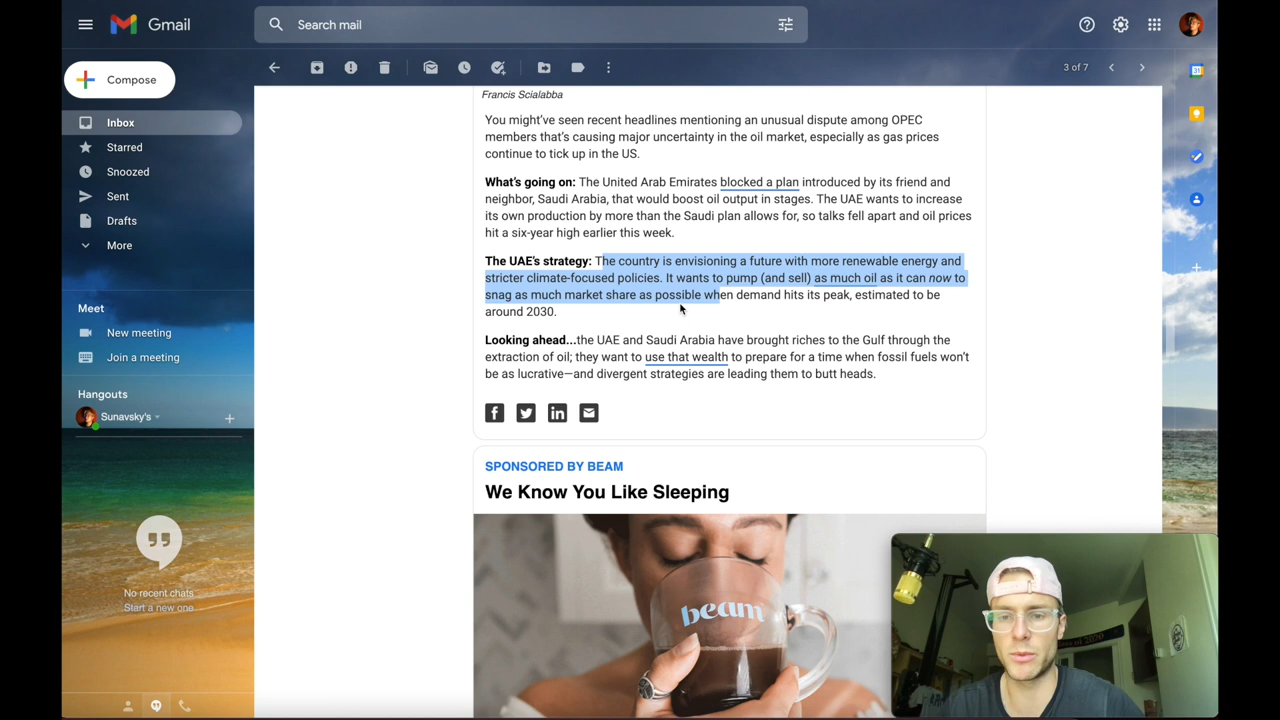 Gmail
Search mail
Compose
3 of 7
Inbox
Starred
Snoozed
Sent
Drafts
More
Meet
New meeting
Join a meeting
Hangouts
Sunavsky's
No recent chats
Start a new one
Francis Scialabba
You might've seen recent headlines mentioning an unusual dispute among OPEC
members that's causing major uncertainty in the oil market, especially as gas prices
continue to tick up in the US.
What's going on: The United Arab Emirates blocked a plan introduced by its friend and
neighbor, Saudi Arabia, that would boost oil output in stages. The UAE wants to increase
its own production by more than the Saudi plan allows for, so talks fell apart and oil prices
hit a six-year high earlier this week.
The UAE's strategy: The country is envisioning a future with more renewable energy and
stricter climate-focused policies. It wants to pump (and sell) as much oil as it can now to
snag as much market share as possible when demand hits its peak, estimated to be
around 2030.
Looking ahead...the UAE and Saudi Arabia have brought riches to the Gulf through the
extraction of oil; they want to use that wealth to prepare for a time when fossil fuels won't
be as lucrative—and divergent strategies are leading them to butt heads.
SPONSORED BY BEAM
We Know You Like Sleeping
beam
31